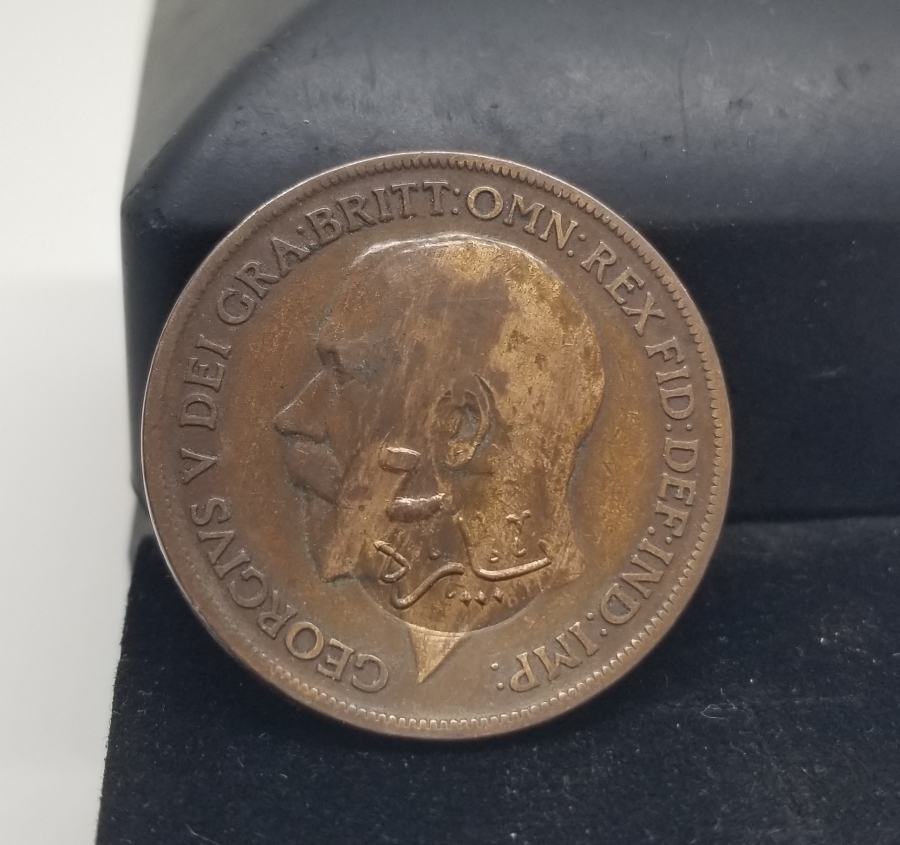 GEORGIVS V DEI GRA:BRITT:OMN:REX FID:DEF:IND:IMP: